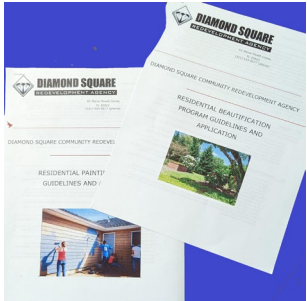 DIAMOND SQUARE
REDEVELOPMENT AGENCY
DIAMOND SQUARE COMMUNITY REDEVEL
RESIDENTIAL PAINTI
GUIDELINES AND
DIAMOND SQUARE
REDEVELOPMENT AGENCY
DIAMOND SQUARE COMMUNITY REDEVELOPMENT AGENCY
RESIDENTIAL BEAUTIFICATION
PROGRAM GUIDELINES AND
APPLICATION